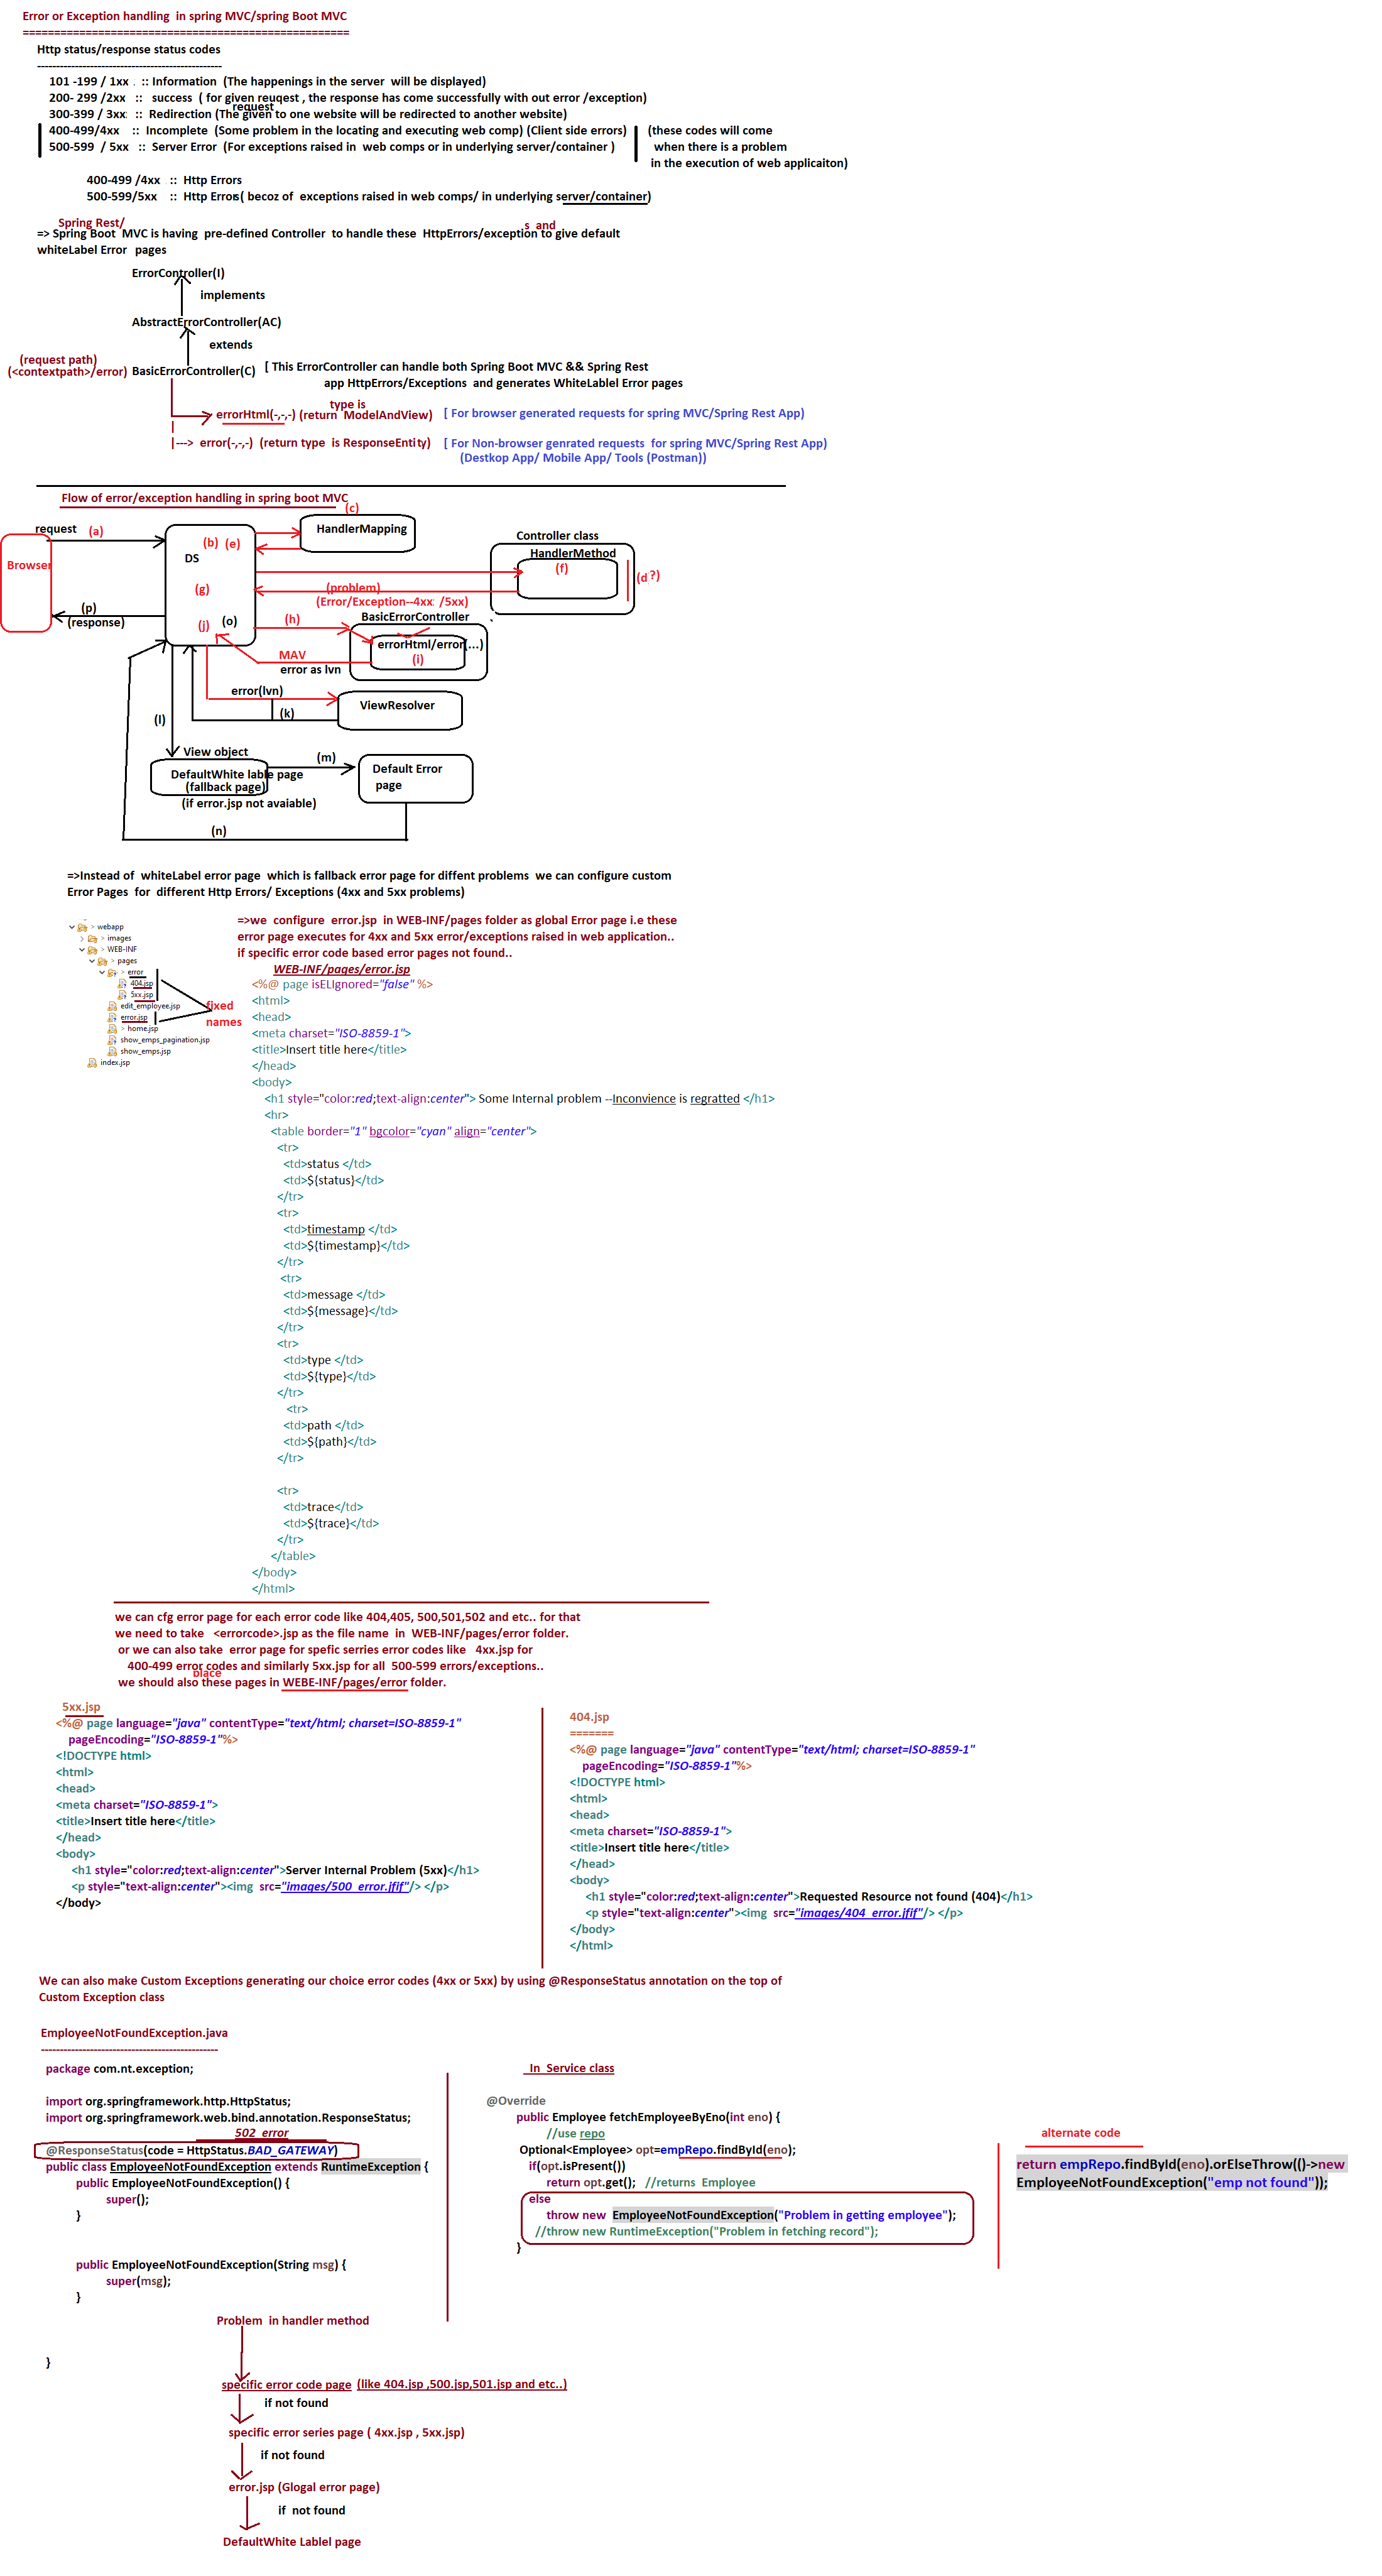 Error or Exception handling  in spring MVC/spring Boot MVC
====================================================
Http status/response status codes
-----------------------------------------------
101 -199 / 1xx  :: Information  (The happenings in the server  will be displayed)
200- 299 /2xx   ::   success  ( for given reuqest , the response has come successfully with out error /exception)
request
300-399 / 3xx  ::  Redirection (The given to one website will be redirected to another website)
400-499/4xx    ::  Incomplete  (Some problem in the locating and executing web comp) (Client side errors)
500-599  / 5xx   ::  Server Error  (For exceptions raised in  web comps or in underlying server/container )
(these codes will come
when there is a problem
in the execution of web applicaiton)
400-499 /4xx   ::  Http Errors
500-599/5xx    ::  Http Errors( becoz of  exceptions raised in web comps/ in underlying server/container)
Spring Rest/
s  and
=> Spring Boot  MVC is having  pre-defined Controller  to handle these  HttpErrors/exception to give default
whiteLabel Error  pages
ErrorController(I)
implements
AbstractErrorController(AC)
extends
(request path)
(<contextpath>/error)
BasicErrorController(C)
[ This ErrorController can handle both Spring Boot MVC && Spring Rest
app HttpErrors/Exceptions  and generates WhiteLablel Error pages
type is
errorHtml(-,-,-) (return  ModelAndView)
[ For browser generated requests for spring MVC/Spring Rest App)
|
|---> error(-,-,-)  (return type  is ResponseEntity)
[ For Non-browser genrated requests  for spring MVC/Spring Rest App)
(Destkop App/ Mobile App/ Tools (Postman))
Flow of error/exception handling in spring boot MVC
request (a)
(c)
HandlerMapping
Controller class
HandlerMethod
(b) (e)
DS
Browser
(f)
(d ?)
(g)
(problem)
(Error/Exception--4xx /5xx)
(p)
(response)
(j) (o)
(h)
BasicErrorController
errorHtml/error(...)
(i)
MAV
error as lvn
error(lvn)
ViewResolver
(k)
(l)
View object
(m)
DefaultWhite lable page
(fallback page)
(if error.jsp not avaiable)
Default Error
page
(n)
=>Instead of  whiteLabel error page  which is fallback error page for diffent problems  we can configure custom
Error Pages  for  different Http Errors/ Exceptions (4xx and 5xx problems)
webapp
images
WEB-INF
pages
error
404.jsp
5xx.jsp
edit_employee.jsp
error.jsp
home.jsp
show_emps_pagination.jsp
show_emps.jsp
index.jsp
fixed
names
=>we  configure  error.jsp  in WEB-INF/pages folder as global Error page i.e these
error page executes for 4xx and 5xx error/exceptions raised in web application..
if specific error code based error pages not found..
WEB-INF/pages/error.jsp
<%@ page isELIgnored="false" %>
<html>
<head>
<meta charset="ISO-8859-1">
<title>Insert title here</title>
</head>
<body>
<h1 style="color:red;text-align:center"> Some Internal problem --Inconvience is regratted </h1>
<hr>
<table border="1" bgcolor="cyan" align="center">
<tr>
<td>status </td>
<td>${status}</td>
</tr>
<tr>
<td>timestamp </td>
<td>${timestamp}</td>
</tr>
<tr>
<td>message </td>
<td>${message}</td>
</tr>
<tr>
<td>type </td>
<td>${type}</td>
</tr>
<tr>
<td>path </td>
<td>${path}</td>
</tr>
<tr>
<td>trace</td>
<td>${trace}</td>
</tr>
</table>
</body>
</html>
we can cfg error page for each error code like 404,405, 500,501,502 and etc.. for that
we need to take   <errorcode>.jsp as the file name  in  WEB-INF/pages/error folder.
or we can also take  error page for spefic serries error codes like   4xx.jsp for
400-499 error codes and similarly 5xx.jsp for all  500-599 errors/exceptions..
place
we should also these pages in WEBE-INF/pages/error folder.
5xx.jsp
<%@ page language="java" contentType="text/html; charset=ISO-8859-1"
pageEncoding="ISO-8859-1"%>
<!DOCTYPE html>
<html>
<head>
<meta charset="ISO-8859-1">
<title>Insert title here</title>
</head>
<body>
<h1 style="color:red;text-align:center">Server Internal Problem (5xx)</h1>
<p style="text-align:center"><img  src="images/500_error.jfif"/> </p>
</body>
404.jsp
=======
<%@ page language="java" contentType="text/html; charset=ISO-8859-1"
pageEncoding="ISO-8859-1"%>
<!DOCTYPE html>
<html>
<head>
<meta charset="ISO-8859-1">
<title>Insert title here</title>
</head>
<body>
<h1 style="color:red;text-align:center">Requested Resource not found (404)</h1>
<p style="text-align:center"><img  src="images/404_error.jfif"/> </p>
</body>
</html>
We can also make Custom Exceptions generating our choice error codes (4xx or 5xx) by using @ResponseStatus annotation on the top of
Custom Exception class
EmployeeNotFoundException.java
---------------------------------------------
package com.nt.exception;
import org.springframework.http.HttpStatus;
import org.springframework.web.bind.annotation.ResponseStatus;
502  error
@ResponseStatus(code = HttpStatus.BAD_GATEWAY)
public class EmployeeNotFoundException extends RuntimeException {
public EmployeeNotFoundException() {
super();
}
public EmployeeNotFoundException(String msg) {
super(msg);
}
}
In  Service class
@Override
public Employee fetchEmployeeByEno(int eno) {
//use repo
Optional<Employee> opt=empRepo.findById(eno);
if(opt.isPresent())
return opt.get();   //returns  Employee
else
throw new  EmployeeNotFoundException("Problem in getting employee");
//throw new RuntimeException("Problem in fetching record");
}
alternate code
return empRepo.findById(eno).orElseThrow(()->new
EmployeeNotFoundException("emp not found"));
Problem  in handler method
specific error code page  (like 404.jsp ,500.jsp,501.jsp and etc..)
if not found
specific error series page ( 4xx.jsp , 5xx.jsp)
if not found
error.jsp (Glogal error page)
if  not found
DefaultWhite Lablel page